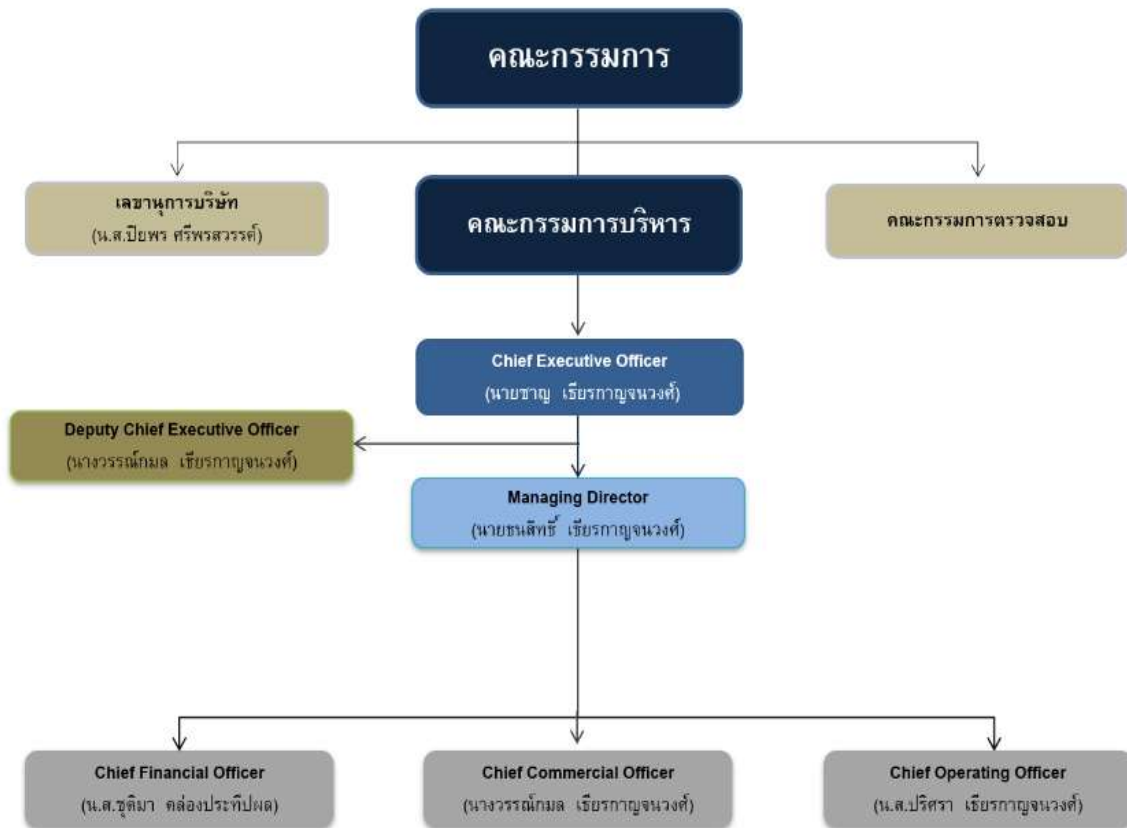 คณะกรรมการ
เลขานุการบริษัท
(น.ส.ปิยพร ศรีพรสวรรค์)
คณะกรรมการบริหาร
คณะกรรมการตรวจสอบ
Chief Executive Officer
(นายชาญ เธียรกาญจนวงศ์)
Deputy Chief Executive Officer
(นางวรรณ์กมล เธียรกาญจนวงศ์)
Managing Director
(นายธนสิทธิ์ เธียรกาญจนวงศ์)
Chief Financial Officer
(น.ส.ชุติมา คล่องประทีปผล)
Chief Commercial Officer
(นางวรรณ์กมล เธียรกาญจนวงศ์)
Chief Operating Officer
(น.ส.ปริศรา เธียรกาญจนวงศ์)